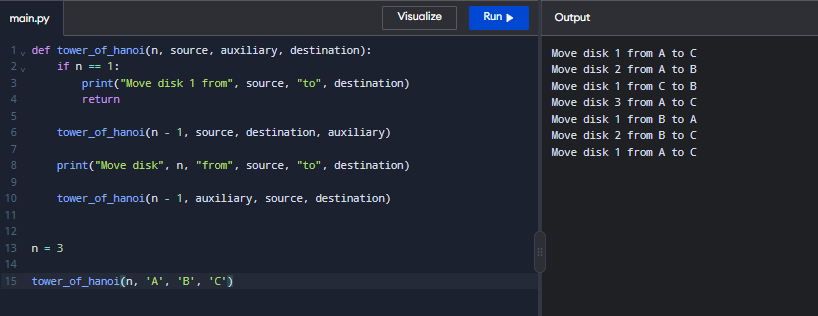 main.py
Visualize
Run
Output
1 def tower_of_hanoi(n, source, auxiliary, destination):
2     if n == 1:
3         print("Move disk 1 from", source, "to", destination)
4         return
5
6     tower_of_hanoi(n - 1, source, destination, auxiliary)
7
8     print("Move disk", n, "from", source, "to", destination)
9
10     tower_of_hanoi(n - 1, auxiliary, source, destination)
11
12
13 n = 3
14
15 tower_of_hanoi(n, 'A', 'B', 'C')
Move disk 1 from A to C
Move disk 2 from A to B
Move disk 1 from C to B
Move disk 3 from A to C
Move disk 1 from B to A
Move disk 2 from B to C
Move disk 1 from A to C